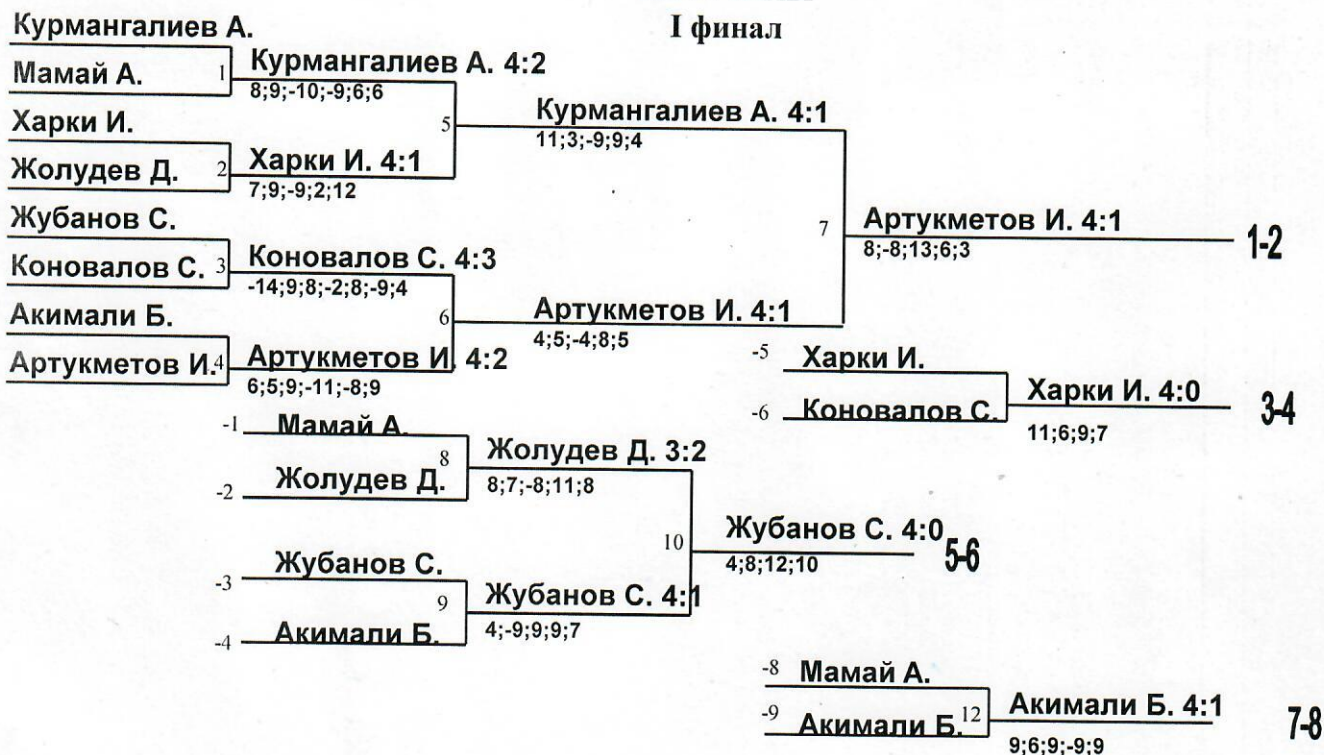 I финал
Курмангалиев А.
Мамай А.
1
Курмангалиев А. 4:2
8;9;-10;-9;6;6
Харки И.
Жолудев Д.
2
Харки И. 4:1
7;9;-9;2;12
5
Курмангалиев А. 4:1
11;3;-9;9;4
Жубанов С.
Коновалов С.
3
Коновалов С. 4:3
-14;9;8;-2;8;-9;4
Акимали Б.
Артукметов И.
4
Артукметов И. 4:2
6;5;9;-11;-8;9
6
Артукметов И. 4:1
4;5;-4;8;5
7
Артукметов И. 4:1
8;-8;13;6;3
1-2
-5 Харки И.
-6 Коновалов С.
Харки И. 4:0
11;6;9;7
3-4
-1 Мамай А.
-2 Жолудев Д.
8
Жолудев Д. 3:2
8;7;-8;11;8
-3 Жубанов С.
-4 Акимали Б.
9
Жубанов С. 4:1
4;-9;9;9;7
10
Жубанов С. 4:0
4;8;12;10
5-6
-8 Мамай А.
-9 Акимали Б.
12
Акимали Б. 4:1
9;6;9;-9;9
7-8